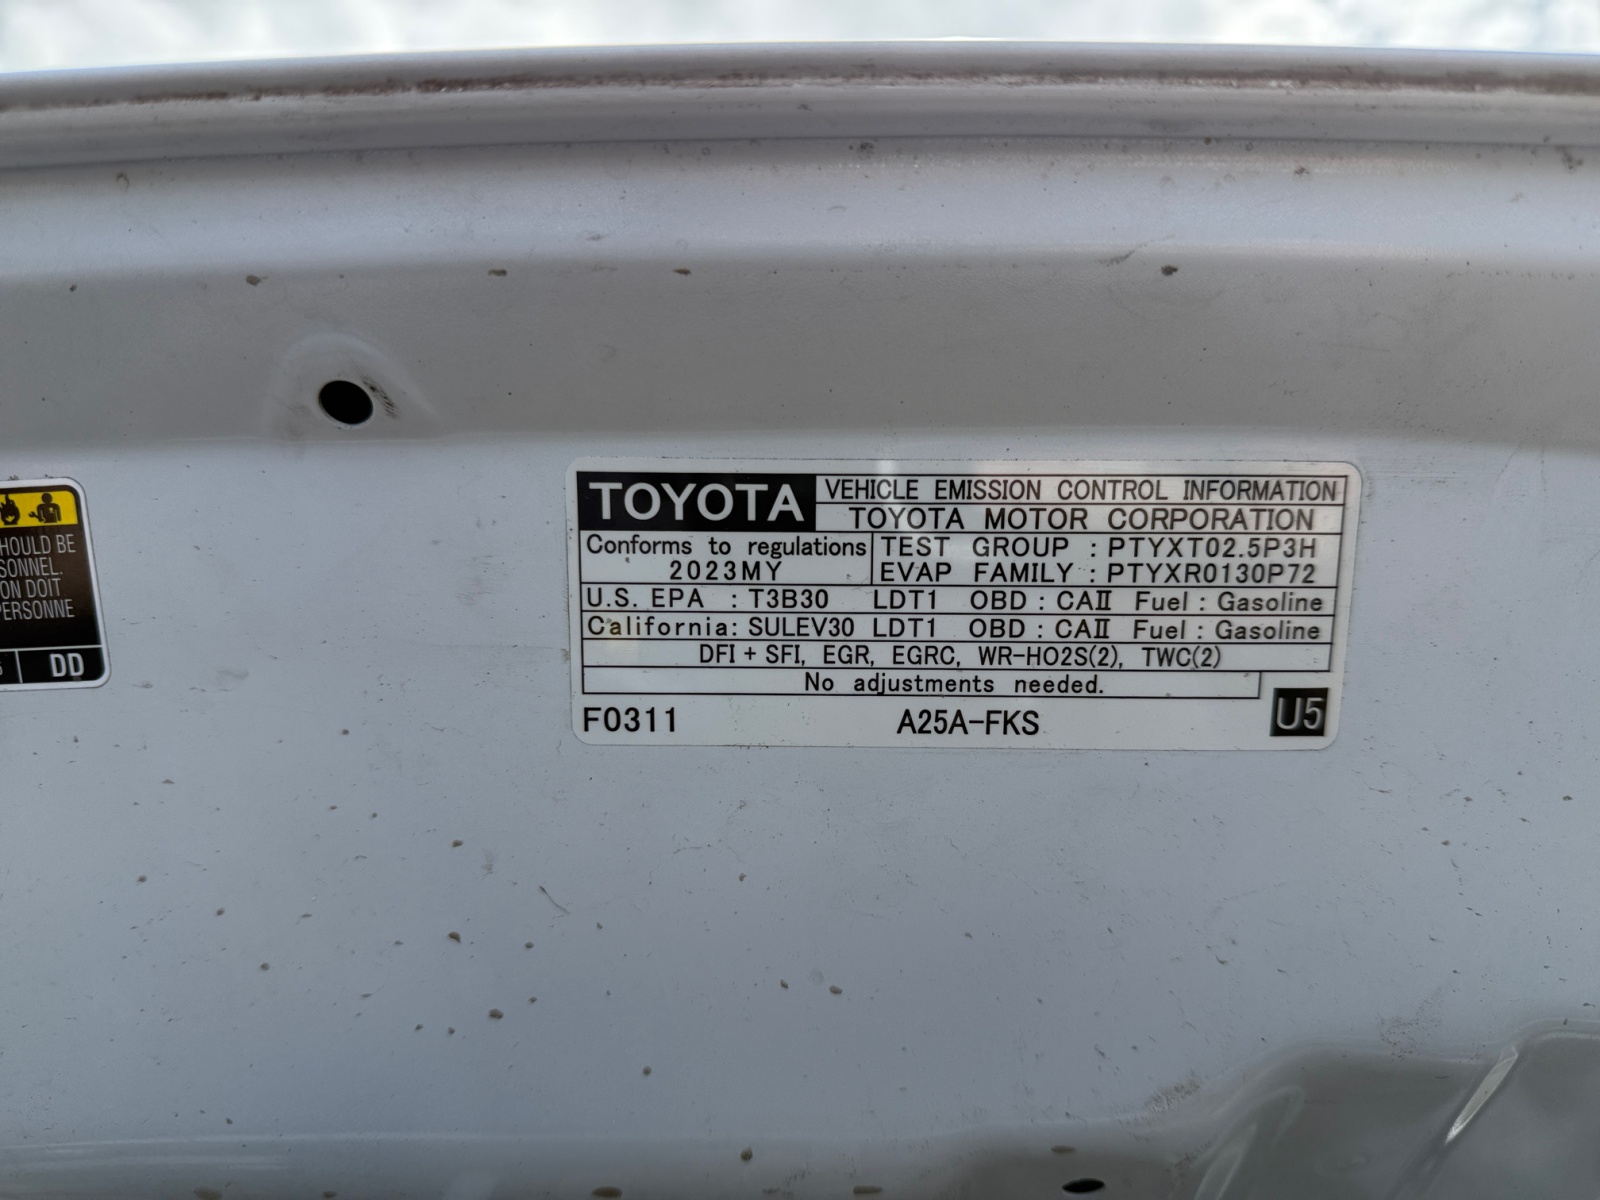 TOYOTA VEHICLE EMISSION CONTROL INFORMATION
TOYOTA MOTOR CORPORATION
Conforms to regulations
2023MY
TEST GROUP : PTYXT02.5P3H
EVAP FAMILY : PTYXR0130P72
U.S. EPA : T3B30 LDT1 OBD : CAII Fuel : Gasoline
California: SULEV30 LDT1 OBD : CAII Fuel : Gasoline
DFI + SFI, EGR, EGRC, WR-HO2S(2), TWC(2)
No adjustments needed.
F0311 A25A-FKS U5
HOULD BE
SONNEL.
ON DOIT
PERSONNE
DD